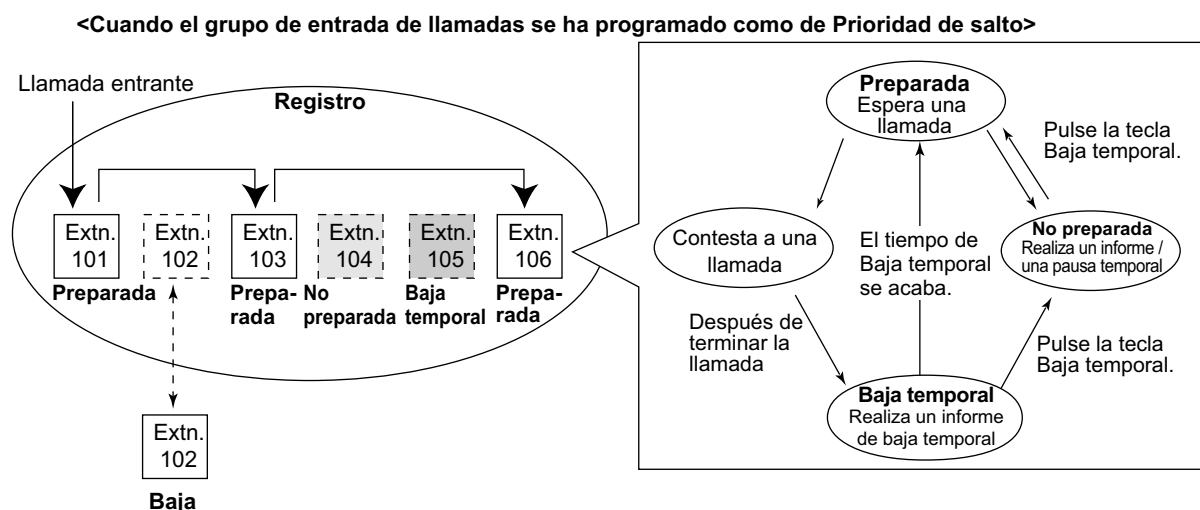 <Cuando el grupo de entrada de llamadas se ha programado como de Prioridad de salto>
Llamada entrante
Registro
Extn.
101
Preparada
Extn.
102
Extn.
103
Prepa-
rada
Extn.
104
No
preparada
Extn.
105
Baja
temporal
Extn.
106
Prepa-
rada
Extn.
102
Baja
Preparada
Espera una
llamada
Pulse la tecla
Baja temporal.
Contesta a una
llamada
El tiempo de
Baja temporal
se acaba.
No preparada
Realiza un informe /
una pausa temporal
Después de
terminar la
llamada
Pulse la tecla
Baja temporal.
Baja temporal
Realiza un informe
de baja temporal